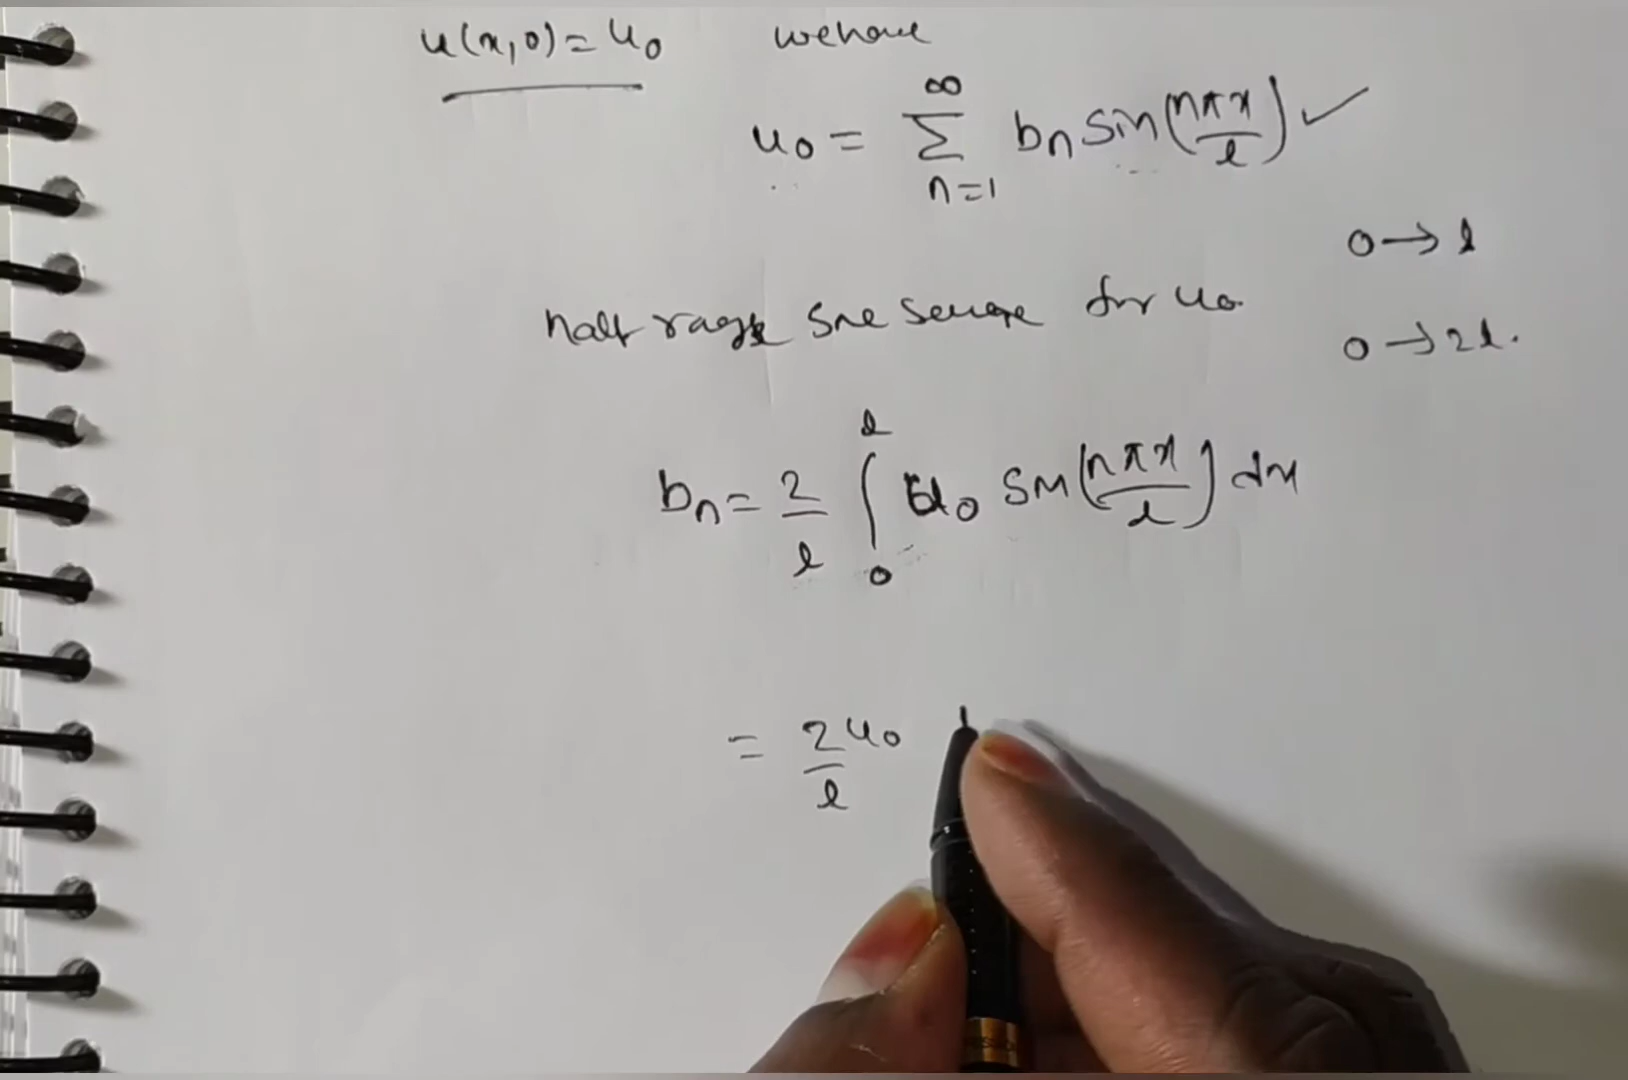 u(x,0) = u₀ we have
u₀ = ∑_{n=1}^{∞} bₙ sin(nπx/l) ✓
0 → l
half range sine series for u₀.
0 → 2l.
bₙ = 2/l ∫₀^l u₀ sin(nπx/l) dx
= 2u₀/l